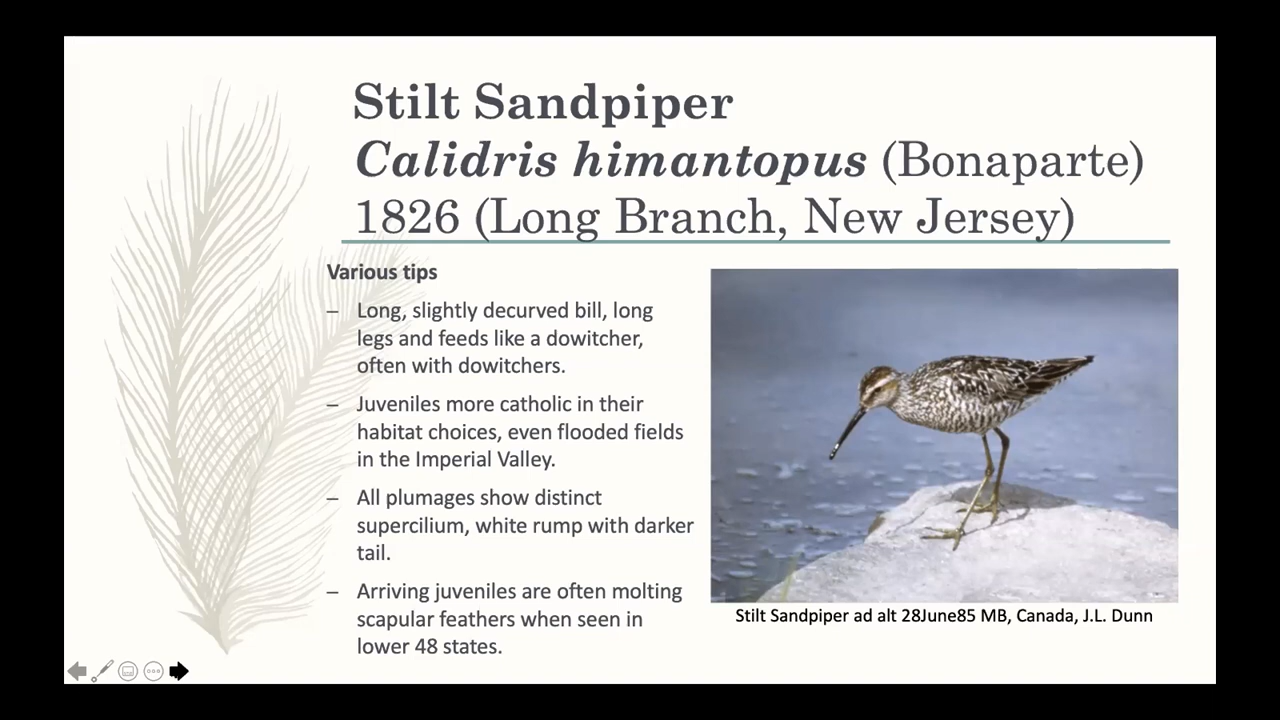 Stilt Sandpiper
Calidris himantopus (Bonaparte)
1826 (Long Branch, New Jersey)
Various tips
– Long, slightly decurved bill, long
legs and feeds like a dowitcher,
often with dowitchers.
– Juveniles more catholic in their
habitat choices, even flooded fields
in the Imperial Valley.
– All plumages show distinct
supercilium, white rump with darker
tail.
– Arriving juveniles are often molting
scapular feathers when seen in
lower 48 states.
Stilt Sandpiper ad alt 28June85 MB, Canada, J.L. Dunn